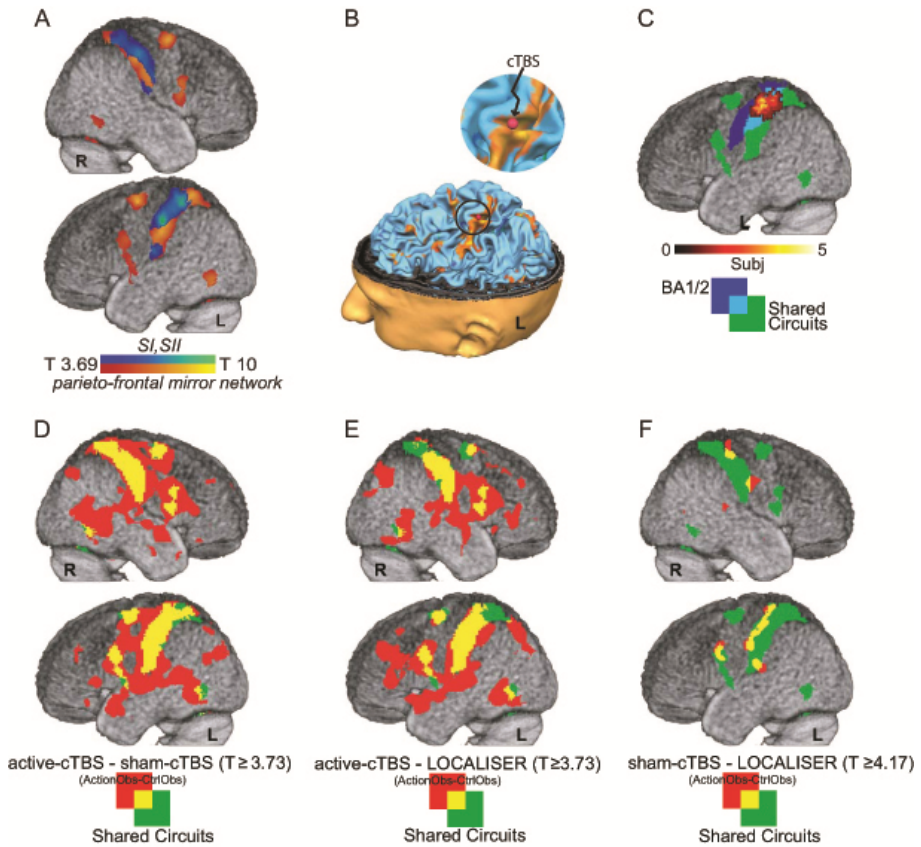 A
R
L
SI,SII
T 3.69 T 10
parieto-frontal mirror network
B
cTBS
L
C
L
0 5
Subj
BA1/2
Shared
Circuits
D
R
L
active-cTBS - sham-cTBS (T ≥ 3.73)
(ActionObs-CtrlObs)
Shared Circuits
E
R
L
active-cTBS - LOCALISER (T ≥3.73)
(ActionObs-CtrlObs)
Shared Circuits
F
R
L
sham-cTBS - LOCALISER (T ≥4.17)
(ActionObs-CtrlObs)
Shared Circuits